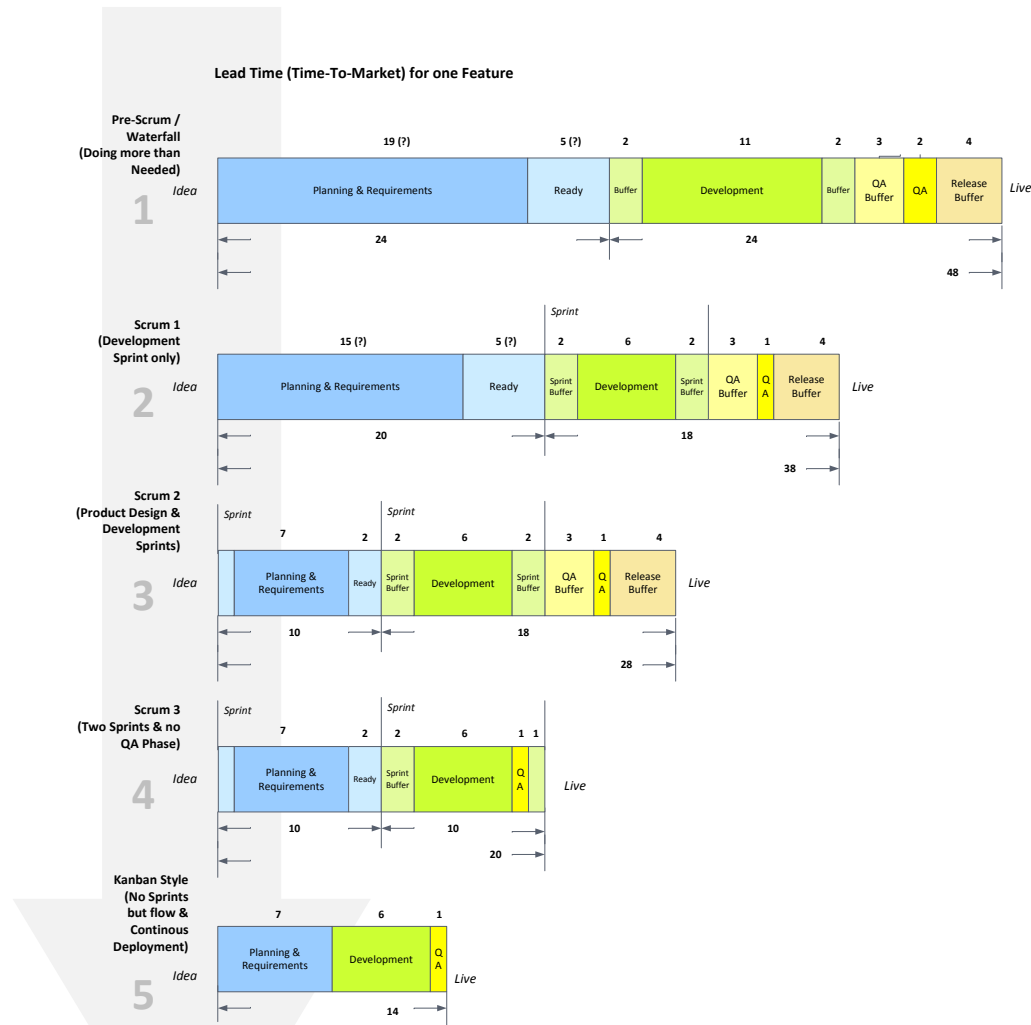 Lead Time (Time-To-Market) for one Feature
Pre-Scrum /
Waterfall
(Doing more than
Needed)
1
Idea
19 (?)
5 (?)
2
11
2
3
2
4
Planning & Requirements
Ready
Buffer
Development
Buffer
QA
Buffer
QA
Release
Buffer
Live
24
24
48
Scrum 1
(Development
Sprint only)
2
Idea
Sprint
15 (?)
5 (?)
2
6
2
3
1
4
Planning & Requirements
Ready
Sprint
Buffer
Development
Sprint
Buffer
QA
Buffer
Q
A
Release
Buffer
Live
20
18
38
Scrum 2
(Product Design &
Development
Sprints)
3
Idea
Sprint
Sprint
7
2
2
6
2
3
1
4
Planning &
Requirements
Ready
Sprint
Buffer
Development
Sprint
Buffer
QA
Buffer
Q
A
Release
Buffer
Live
10
18
28
Scrum 3
(Two Sprints & no
QA Phase)
4
Idea
Sprint
Sprint
7
2
2
6
1
1
Planning &
Requirements
Ready
Sprint
Buffer
Development
Q
A
Live
10
10
20
Kanban Style
(No Sprints
but flow &
Continous
Deployment)
5
Idea
7
6
1
Planning &
Requirements
Development
Q
A
Live
14